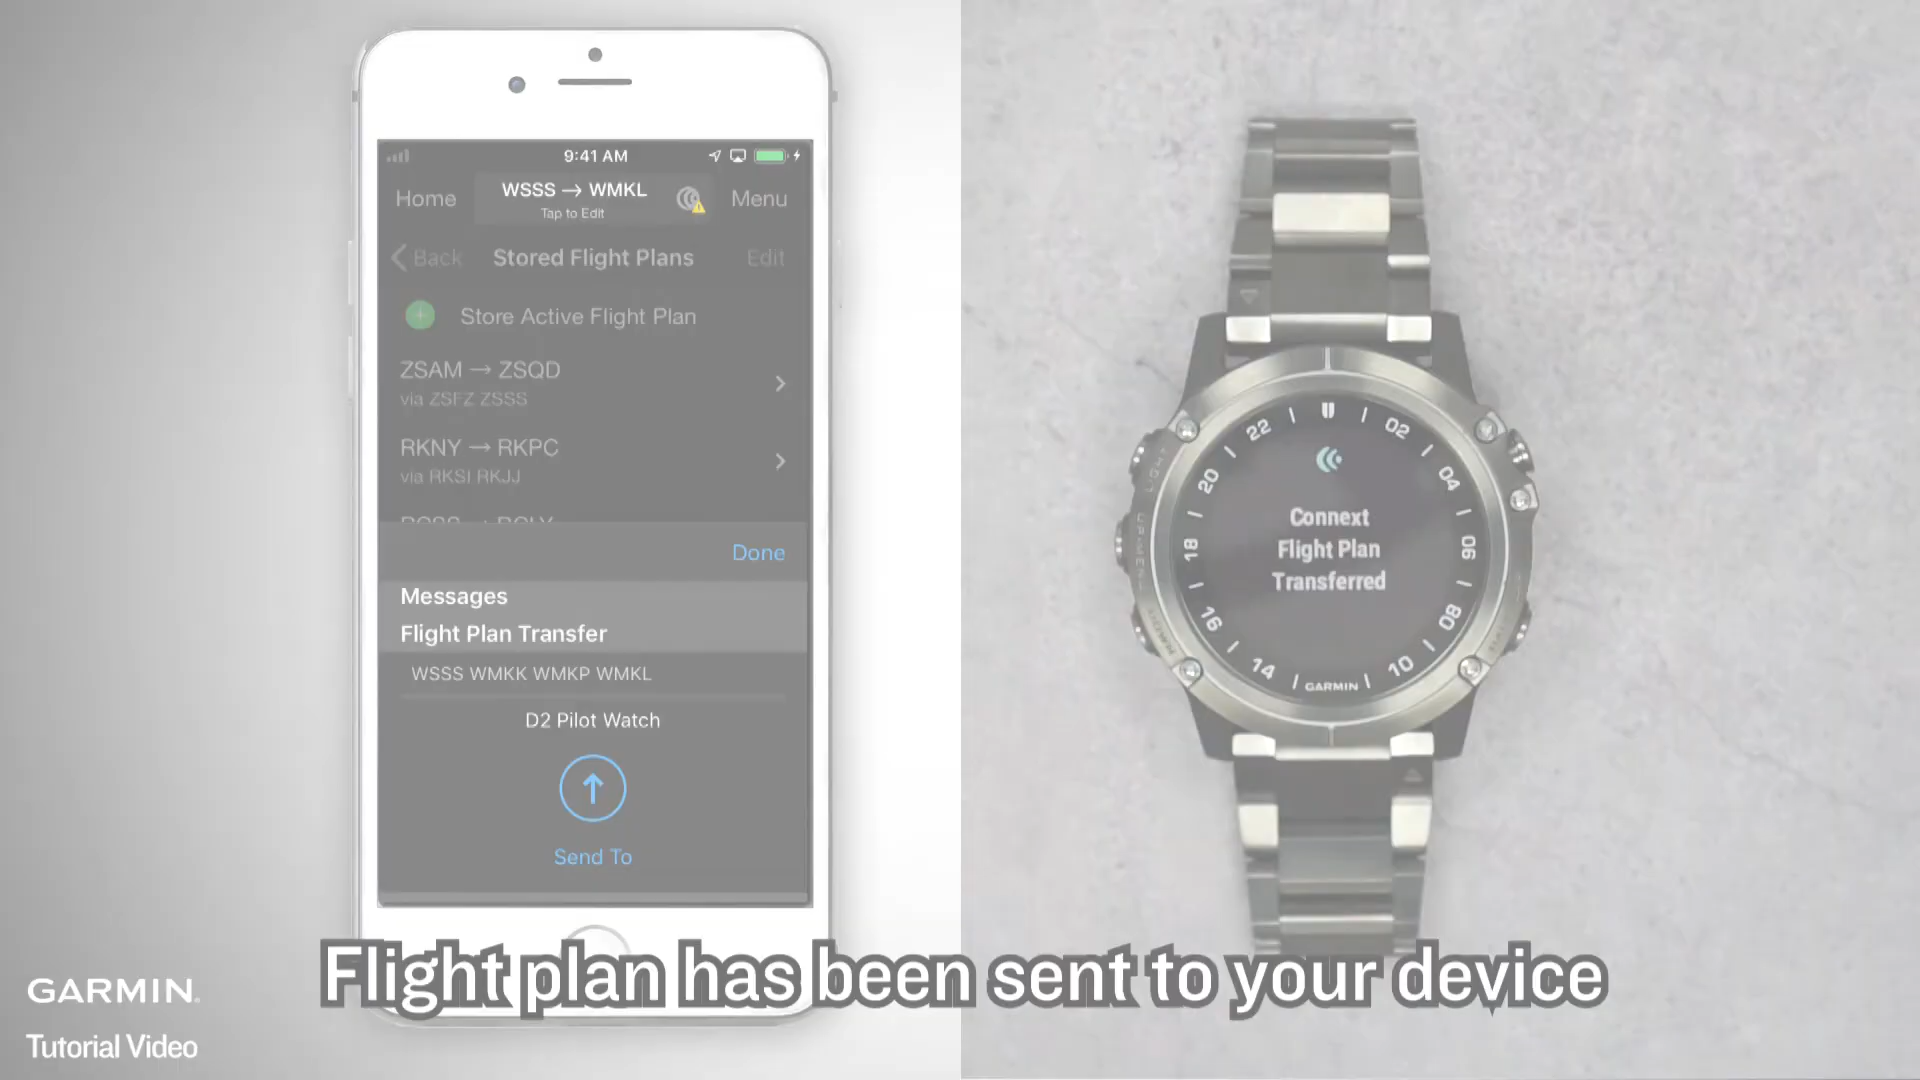 9:41 AM
Home
WSSS → WMKL
Tap to Edit
Menu
Back
Stored Flight Plans
Edit
Store Active Flight Plan
ZSAM → ZSQD
via ZSFZ ZSSS
RKNY → RKPC
via RKSI RKJJ
Done
Messages
Flight Plan Transfer
WSSS WMKK WMKP WMKL
D2 Pilot Watch
Send To
22
02
20
04
18
06
16
08
14
10
Connext
Flight Plan
Transferred
GARMIN
LIGHT
Flight plan has been sent to your device
GARMIN.
Tutorial Video